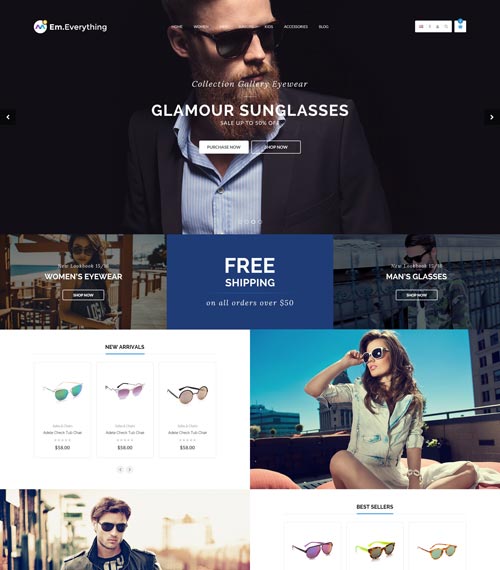 Em.Everything
HOME WOMEN MEN KIDS ACCESSORIES BLOG
Collection Gallery Eyewear
GLAMOUR SUNGLASSES
SALE UP TO 50% OFF
PURCHASE NOW SHOP NOW
New Lookbook 15/16
WOMEN'S EYEWEAR
SHOP NOW
FREE
SHIPPING
on all orders over $50
New Lookbook 15/16
MAN'S GLASSES
SHOP NOW
NEW ARRIVALS
Adele Check Tub Chair
$58.00
Adele Check Tub Chair
$58.00
Adele Check Tub Chair
$58.00
BEST SELLERS